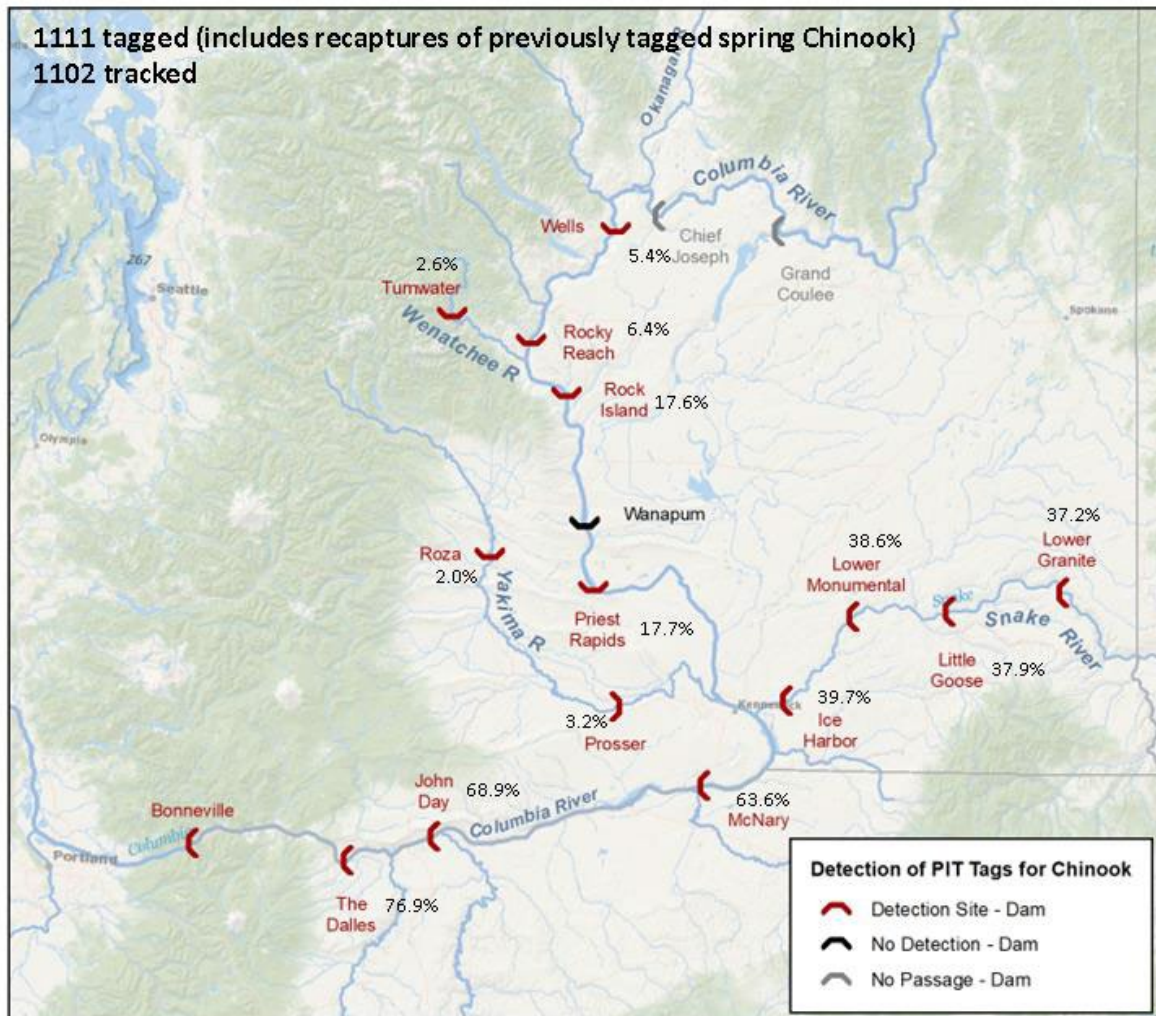 1111 tagged (includes recaptures of previously tagged spring Chinook)
1102 tracked
Okanagan R
Columbia River
Wells
Chief
Joseph
5.4%
Grand
Coulee
267
Seattle
Spokane
2.6%
Tumwater
Wenatchee R
Rocky
Reach
6.4%
Rock
Island
17.6%
Olympia
Wanapum
Roza
2.0%
Yakima R
Priest
Rapids
17.7%
38.6%
Lower
Monumental
37.2%
Lower
Granite
Snake
Snake River
Little
Goose
37.9%
39.7%
Ice
Harbor
Kennewick
3.2%
Prosser
Bonneville
John
Day
68.9%
Columbia River
63.6%
McNary
Columbia
Portland
The
Dalles
76.9%
Detection of PIT Tags for Chinook
Detection Site - Dam
No Detection - Dam
No Passage - Dam